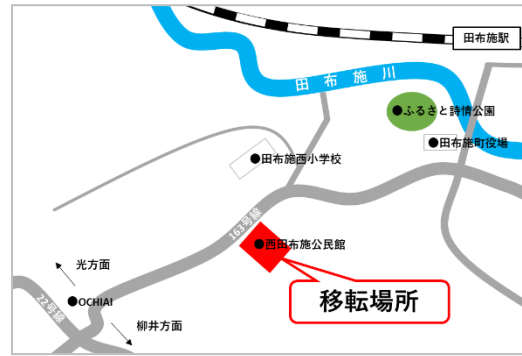 田布施駅
田布施川
ふるさと詩情公園
田布施町役場
田布施西小学校
163号線
西田布施公民館
光方面
22号線
OCHIAI
移転場所
柳井方面